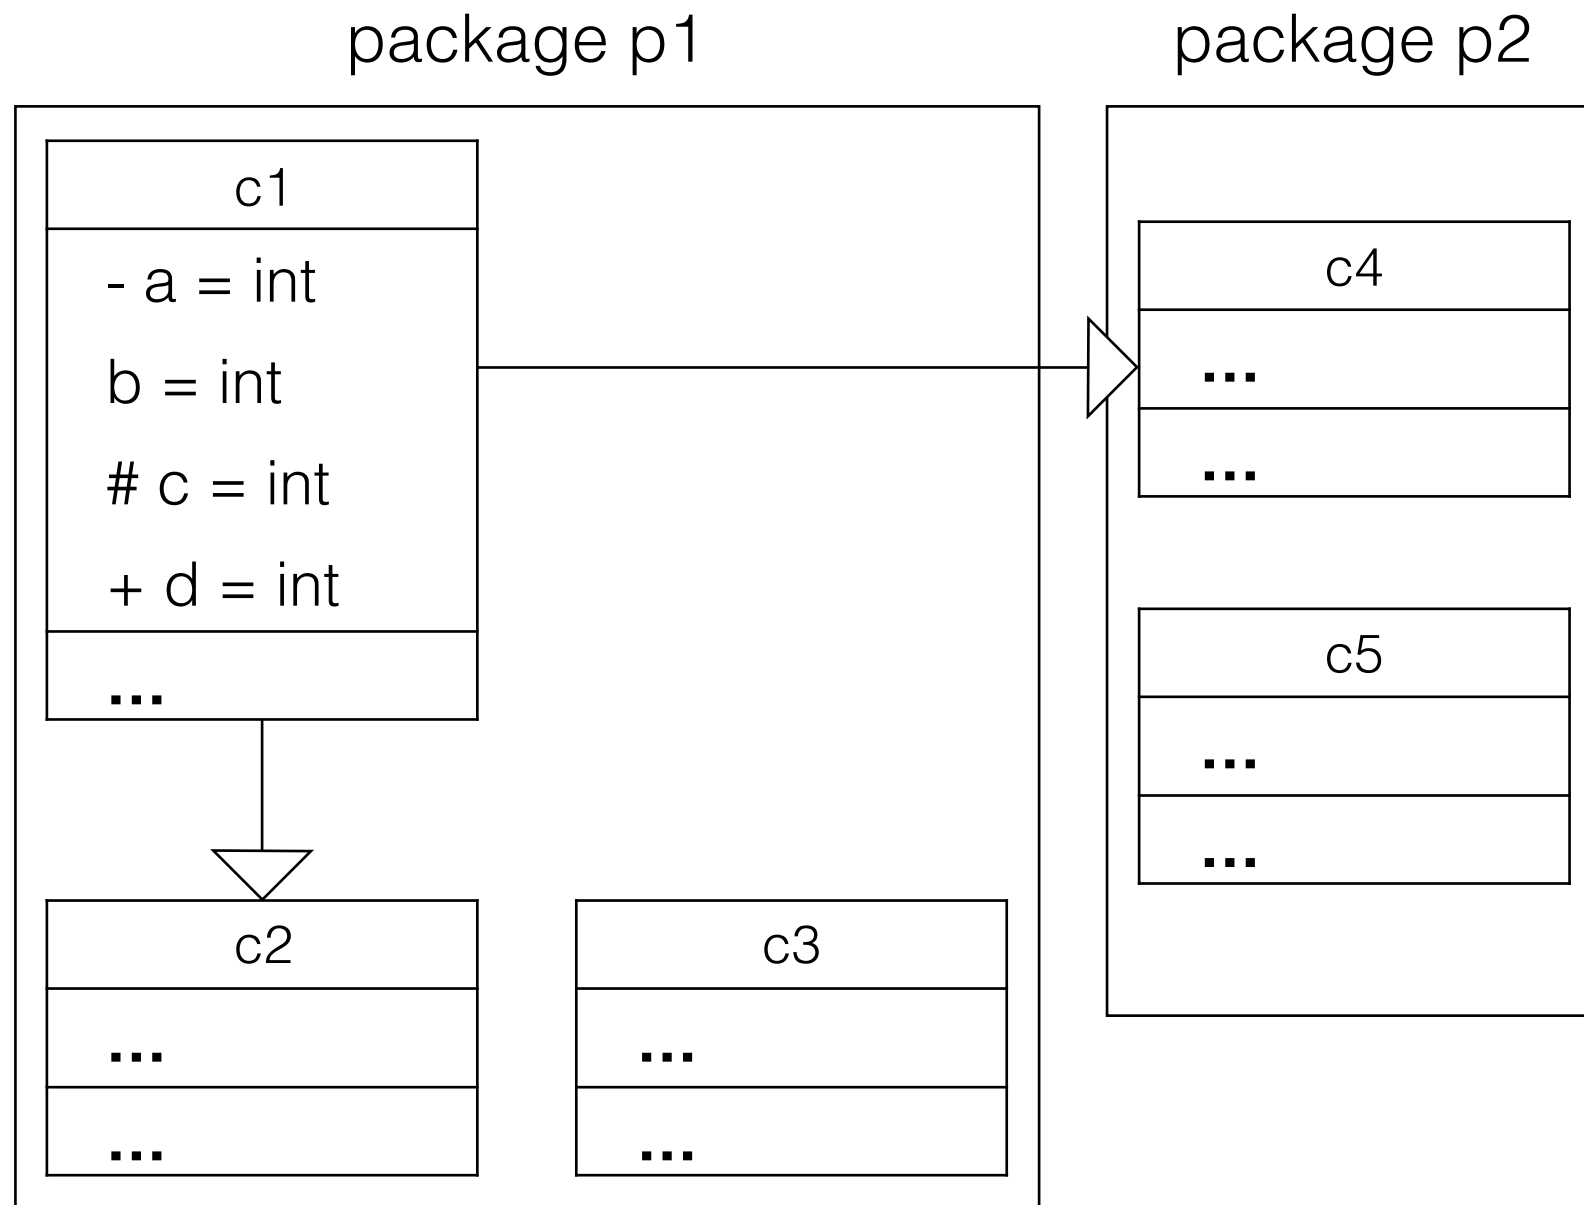 package p1
c1
- a = int
b = int
# c = int
+ d = int
...
c2
...
...
c3
...
...
package p2
c4
...
...
c5
...
...